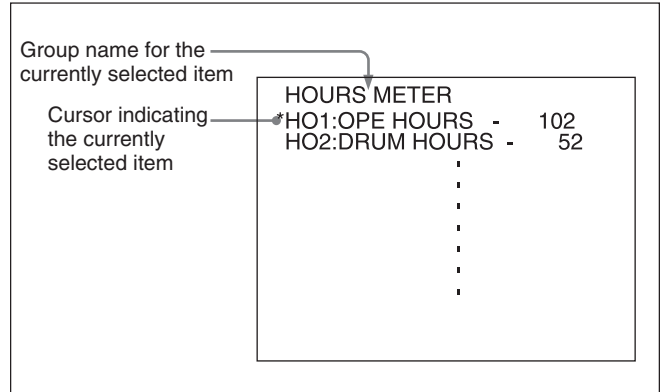 Group name for the
currently selected item
Cursor indicating
the currently
selected item
HOURS METER
*HO1:OPE HOURS - 102
HO2:DRUM HOURS - 52